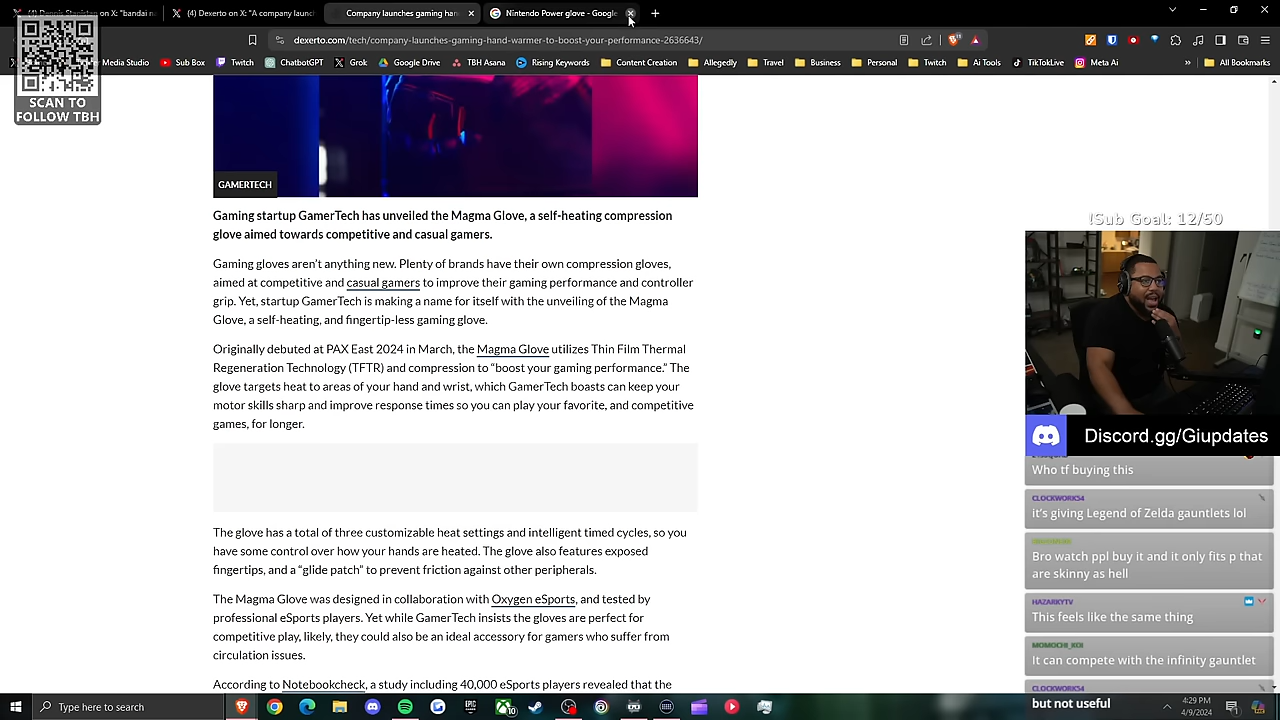 (4) Dennis Stapleton on X: "bandai n
(4) Dexerto on X: "A company launc
Company launches gaming han
Nintendo Power glove - Google
dexerto.com/tech/company-launches-gaming-hand-warmer-to-boost-your-performance-2636643/
Media Studio
Sub Box
Twitch
ChatbotGPT
Grok
Google Drive
TBH Asana
Rising Keywords
Content Creation
Allegedly
Travel
Business
Personal
Twitch
Ai Tools
TikTokLive
Meta Ai
All Bookmarks
SCAN TO
FOLLOW TBH
GAMERTECH
Gaming startup GamerTech has unveiled the Magma Glove, a self-heating compression
glove aimed towards competitive and casual gamers.
Gaming gloves aren't anything new. Plenty of brands have their own compression gloves,
aimed at competitive and casual gamers to improve their gaming performance and controller
grip. Yet, startup GamerTech is making a name for itself with the unveiling of the Magma
Glove, a self-heating, and fingertip-less gaming glove.
Originally debuted at PAX East 2024 in March, the Magma Glove utilizes Thin Film Thermal
Regeneration Technology (TFTR) and compression to “boost your gaming performance.” The
glove targets heat to areas of your hand and wrist, which GamerTech boasts can keep your
motor skills sharp and improve response times so you can play your favorite, and competitive
games, for longer.
The glove has a total of three customizable heat settings and intelligent timed cycles, so you
have some control over how your hands are heated. The glove also features exposed
fingertips, and a “glide patch” to prevent friction against other peripherals.
The Magma Glove was designed in collaboration with Oxygen eSports, and tested by
professional eSports players. Yet while GamerTech insists the gloves are perfect for
competitive play, likely, they could also be an ideal accessory for gamers who suffer from
circulation issues.
According to Notebookcheck, a study including 40,000 eSports players revealed that the
!Sub Goal: 12/50
Discord.gg/Giupdates
Who tf buying this
CLOCKWORK54
it's giving Legend of Zelda gauntlets lol
Bro watch ppl buy it and it only fits p that
are skinny as hell
HAZARKYTV
This feels like the same thing
MOMOCHI_KOI
It can compete with the infinity gauntlet
CLOCKWORK54
but not useful
Type here to search
4:29 PM
4/9/2024